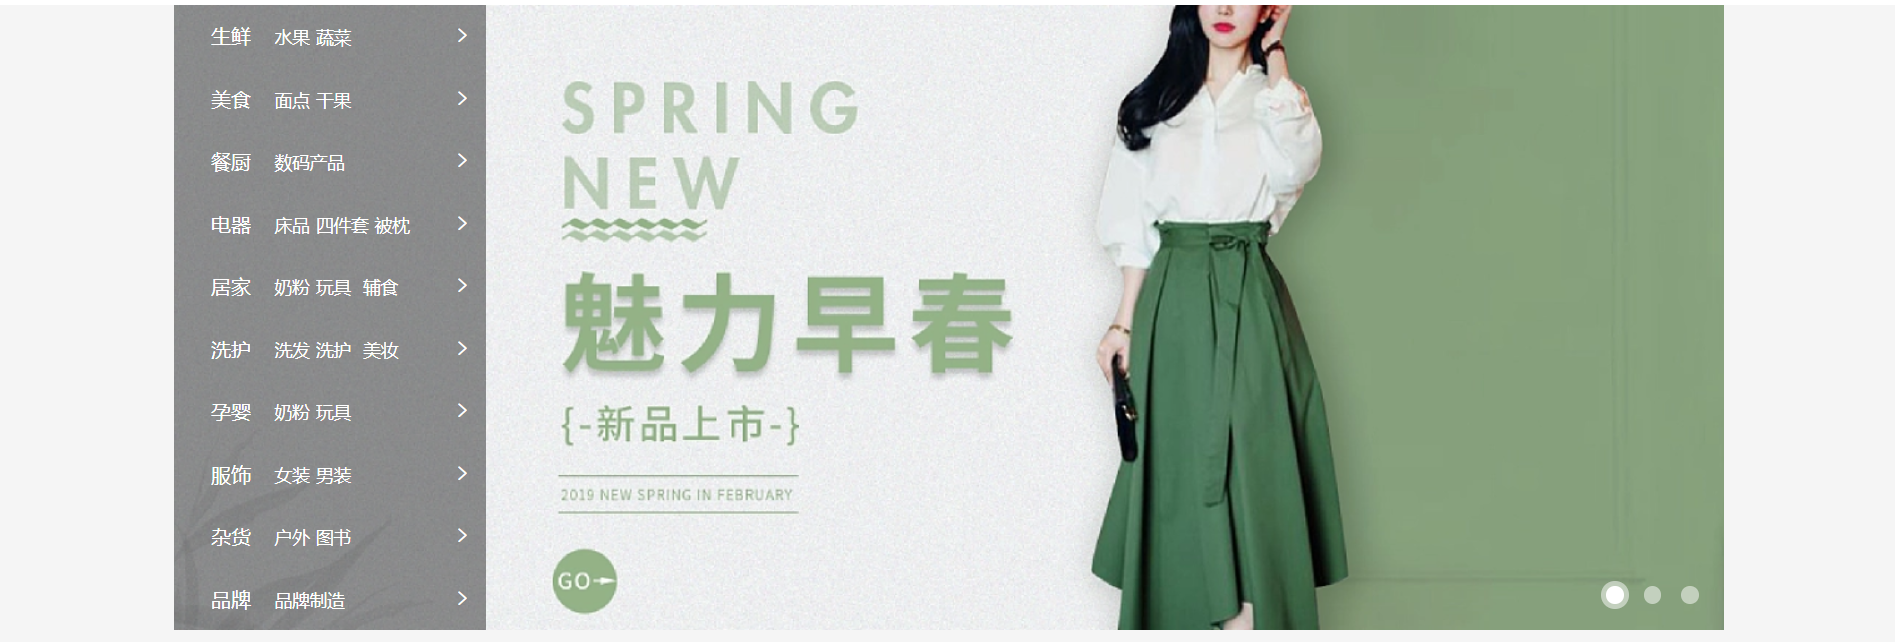 生鲜 水果 蔬菜
美食 面点 干果
餐厨 数码产品
电器 床品 四件套 被枕
居家 奶粉 玩具 辅食
洗护 洗发 洗护 美妆
孕婴 奶粉 玩具
服饰 女装 男装
杂货 户外 图书
品牌 品牌制造
SPRING
NEW
魅力早春
{-新品上市-}
2019 NEW SPRING IN FEBRUARY
GO